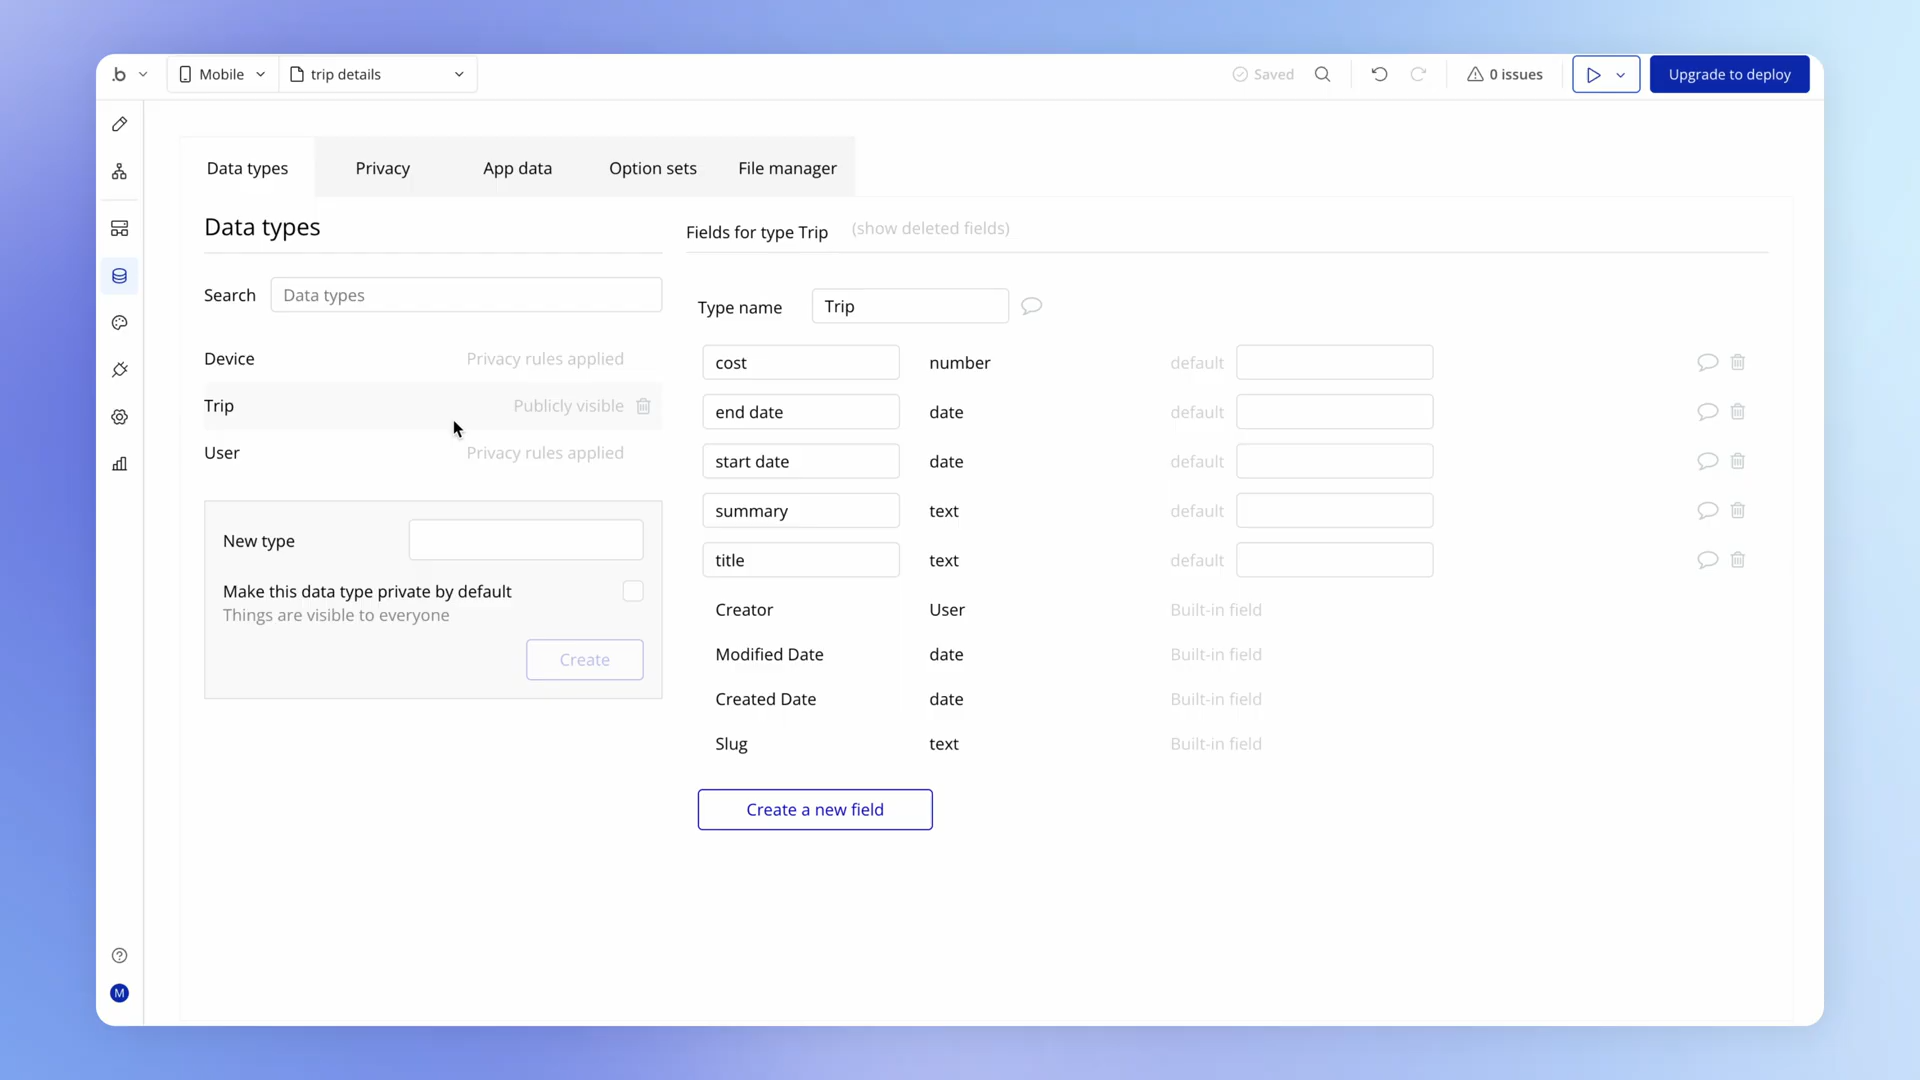 .b Mobile trip details Saved 0 issues Upgrade to deploy
Data types Privacy App data Option sets File manager
Data types
Fields for type Trip (show deleted fields)
Search Data types
Type name Trip
Device Privacy rules applied
Trip Publicly visible
User Privacy rules applied
New type
Make this data type private by default
Things are visible to everyone
Create
cost number default
end date date default
start date date default
summary text default
title text default
Creator User Built-in field
Modified Date date Built-in field
Created Date date Built-in field
Slug text Built-in field
Create a new field
M